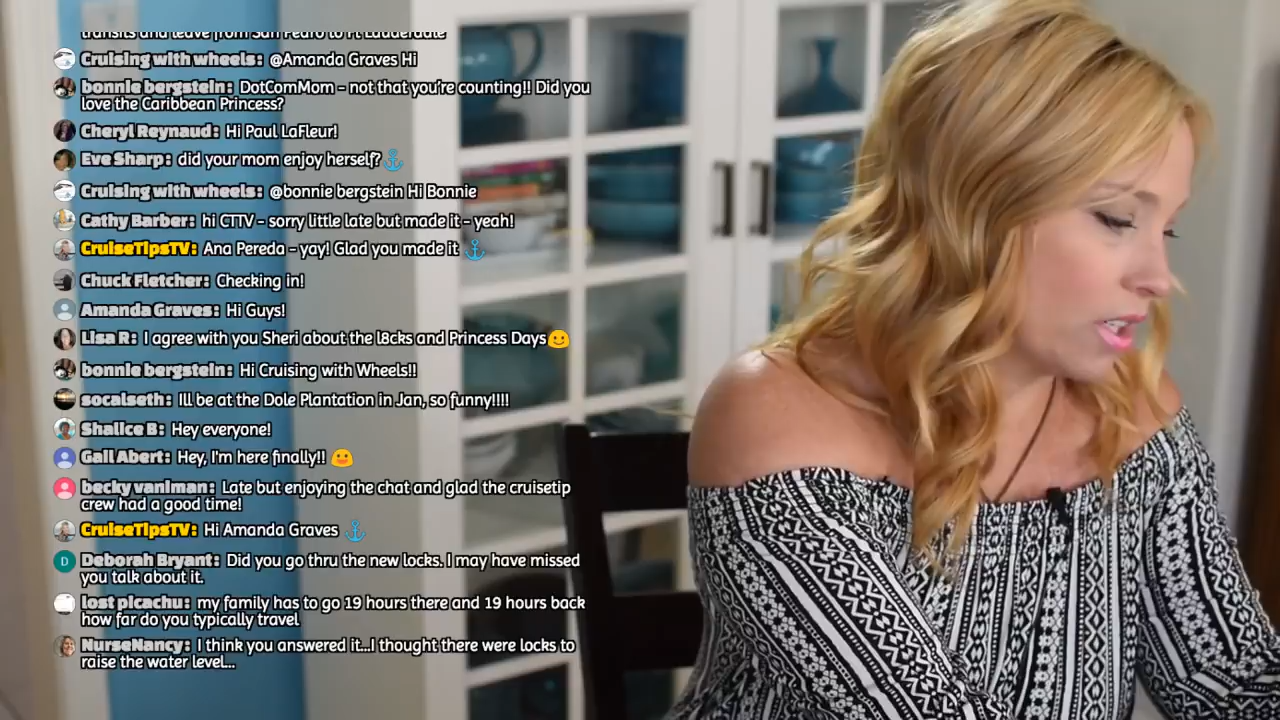 transits and leave from San Pedro to Ft Lauderdale
Cruising with wheels: @Amanda Graves Hi
bonnie bergstein: DotComMom - not that you're counting!! Did you
love the Caribbean Princess?
Cheryl Reynaud: Hi Paul LaFleur!
Eve Sharp: did your mom enjoy herself?
Cruising with wheels: @bonnie bergstein Hi Bonnie
Cathy Barber: hi CTTV - sorry little late but made it - yeah!
CruiseTipsTV: Ana Pereda - yay! Glad you made it
Chuck Fletcher: Checking in!
Amanda Graves: Hi Guys!
Lisa R: I agree with you Sheri about the l8cks and Princess Days
bonnie bergstein: Hi Cruising with Wheels!!
socalseth: Ill be at the Dole Plantation in Jan, so funny!!!!
Shalice B: Hey everyone!
Gail Abert: Hey, I'm here finally!!
becky vaniman: Late but enjoying the chat and glad the cruisetip
crew had a good time!
CruiseTipsTV: Hi Amanda Graves
D Deborah Bryant: Did you go thru the new locks. I may have missed
you talk about it.
lost picachu: my family has to go 19 hours there and 19 hours back
how far do you typically travel
NurseNancy: I think you answered it...I thought there were locks to
raise the water level...